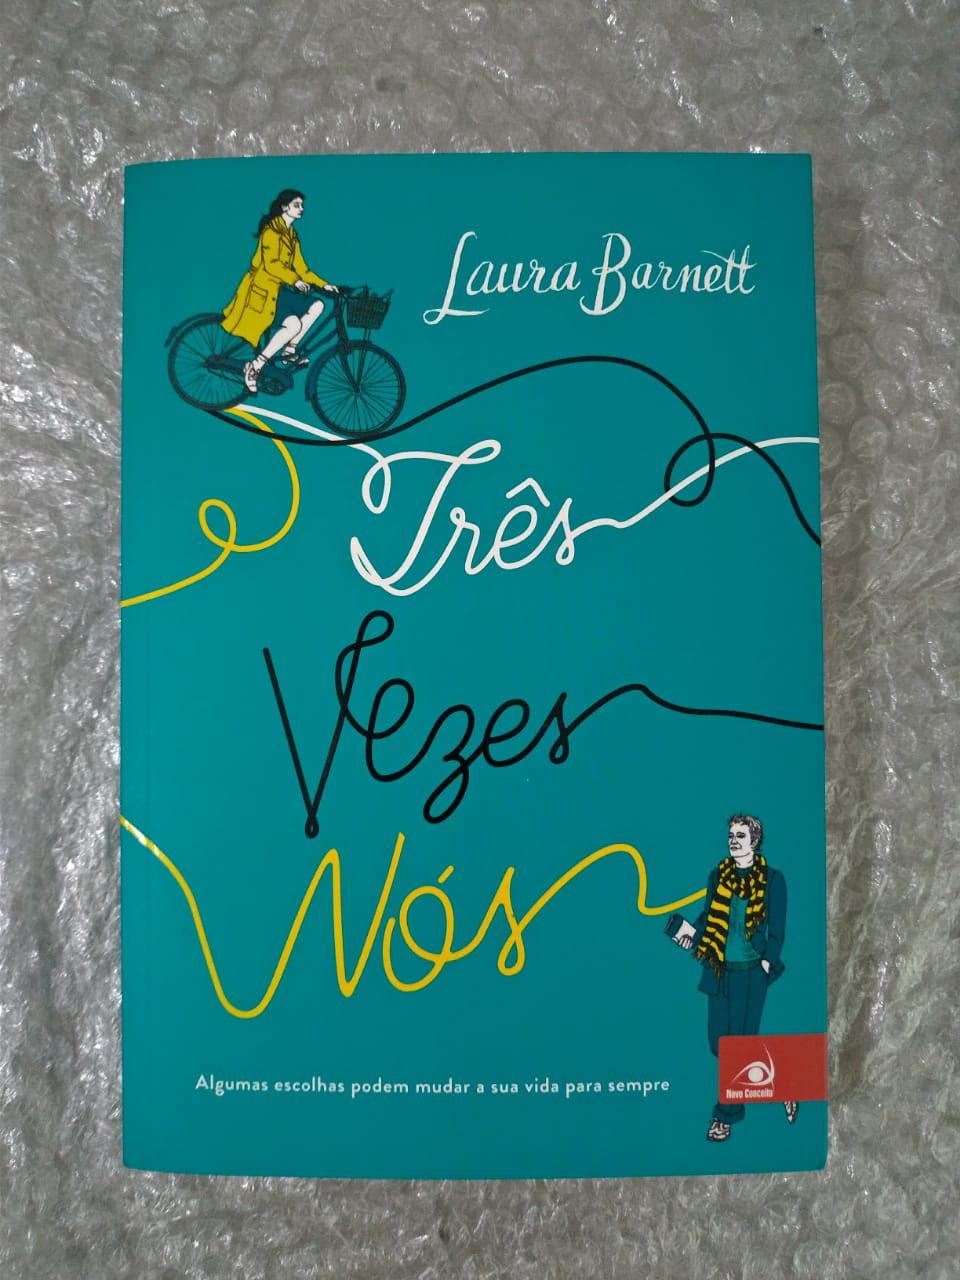 Laura Barnett
Três
Vezes
Nós
Algumas escolhas podem mudar a sua vida para sempre
Novo Conceito